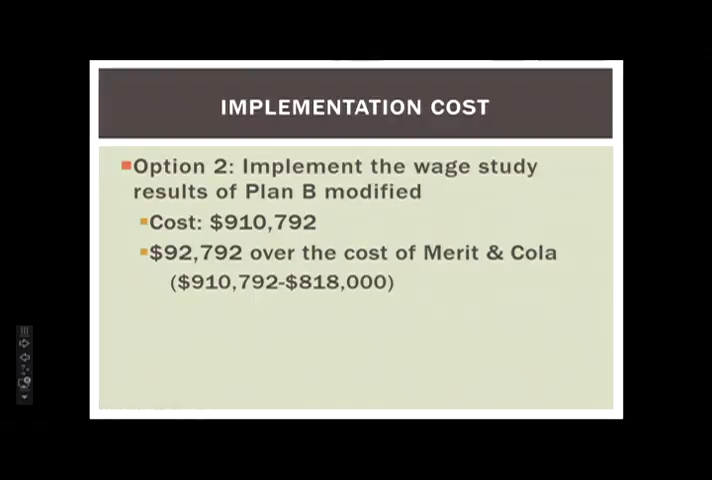 IMPLEMENTATION COST
Option 2: Implement the wage study
results of Plan B modified
Cost: $910,792
$92,792 over the cost of Merit & Cola
($910,792-$818,000)